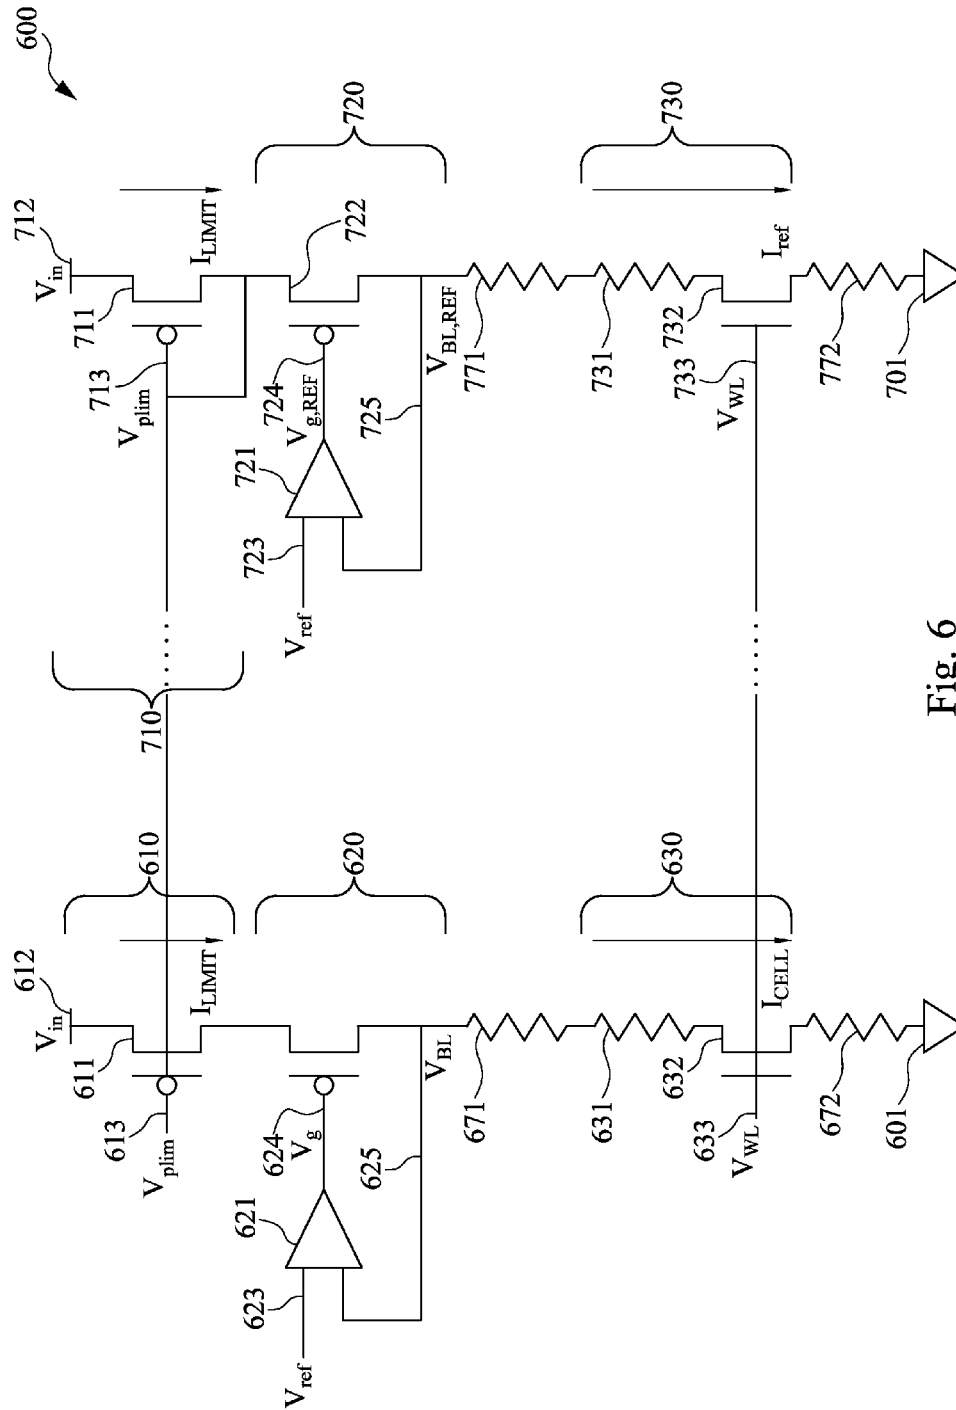 600
V_in
712
711
I_LIMIT
713
V_plim
720
722
724
V_g,REF
721
723
V_ref
725
V_BL,REF
771
731
730
732
I_ref
733
V_WL
772
701
710
V_in
612
611
610
I_LIMIT
613
V_plim
620
624
V_g
621
623
V_ref
625
V_BL
671
631
630
632
I_CELL
633
V_WL
672
601
Fig. 6